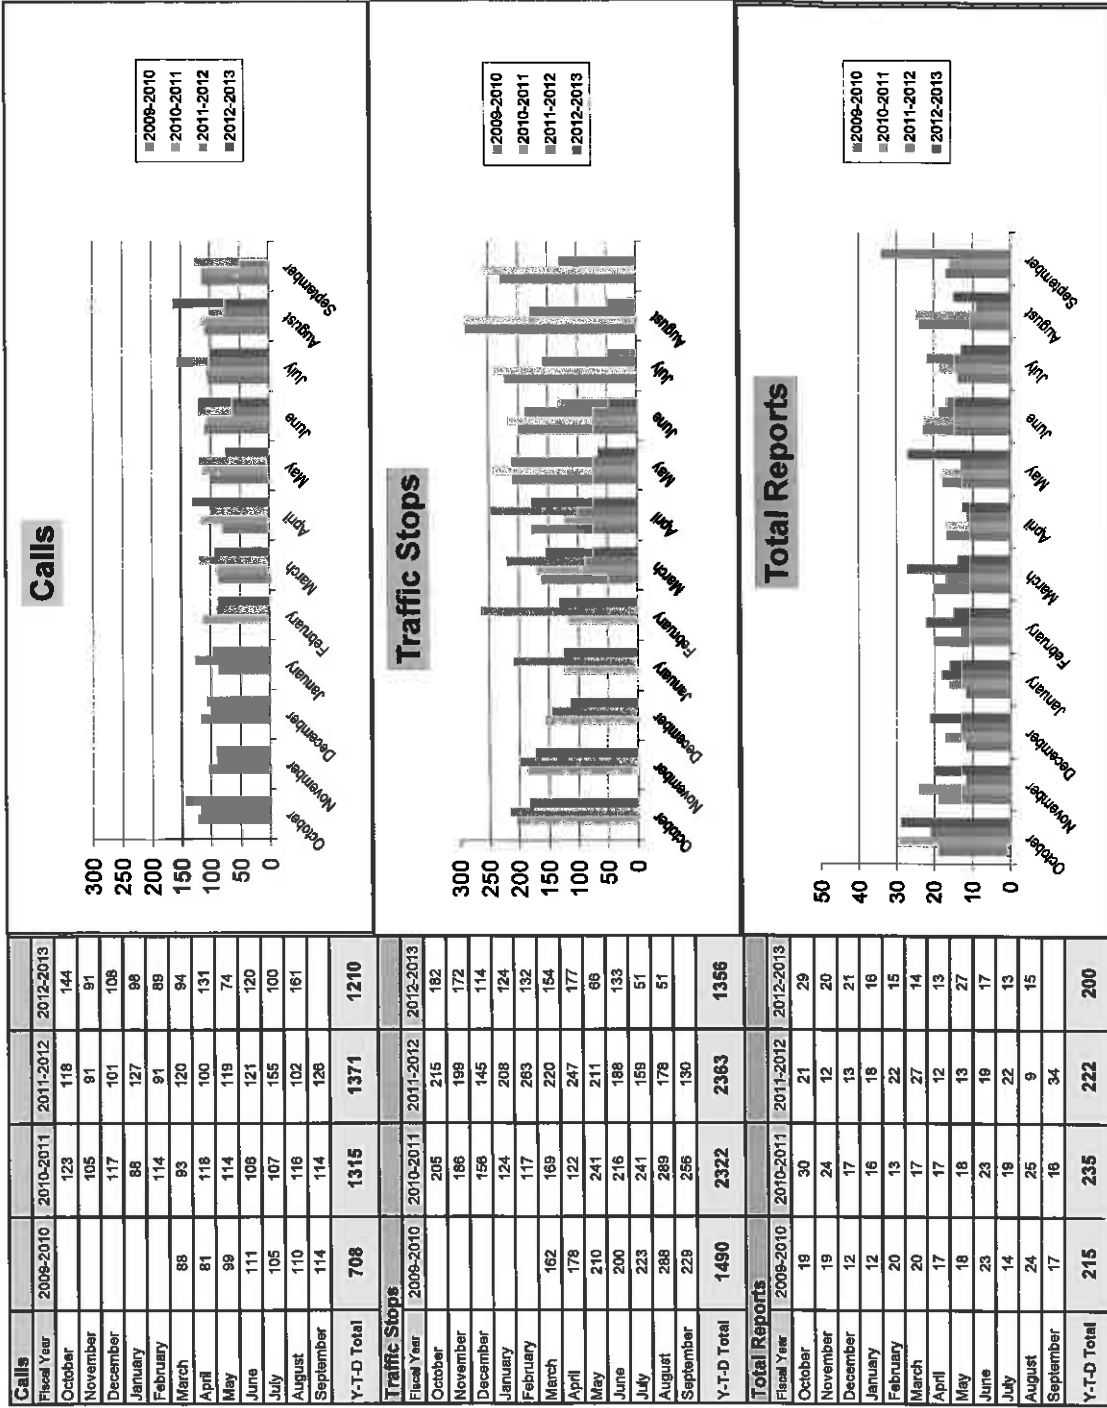 Calls
Fiscal Year 2009-2010 2010-2011 2011-2012 2012-2013
October 123 118 144
November 105 91 91
December 117 101 108
January 88 127 98
February 114 91 89
March 88 93 120 94
April 81 118 100 131
May 99 114 119 74
June 111 106 121 120
July 105 107 155 100
August 110 116 102 161
September 114 114 126
Y-T-D Total 708 1315 1371 1210
Calls
300
250
200
150
100
50
0
October November December January February March April May June July August September
2009-2010
2010-2011
2011-2012
2012-2013
Traffic Stops
Fiscal Year 2009-2010 2010-2011 2011-2012 2012-2013
October 205 215 182
November 186 199 172
December 156 145 114
January 124 208 124
February 117 263 132
March 162 169 220 154
April 178 122 247 177
May 210 241 211 66
June 200 216 188 133
July 223 241 159 51
August 288 289 178 51
September 229 256 130
Y-T-D Total 1490 2322 2363 1356
Traffic Stops
300
250
200
150
100
50
0
October November December January February March April May June July August
2009-2010
2010-2011
2011-2012
2012-2013
Total Reports
Fiscal Year 2009-2010 2010-2011 2011-2012 2012-2013
October 19 30 21 29
November 19 24 12 20
December 12 17 13 21
January 12 16 18 16
February 20 13 22 15
March 20 17 27 14
April 17 17 12 13
May 18 18 13 27
June 23 23 19 17
July 14 19 22 13
August 24 25 9 15
September 17 16 34
Y-T-D Total 215 235 222 200
Total Reports
50
40
30
20
10
0
October November December January February March April May June July August September
2009-2010
2010-2011
2011-2012
2012-2013